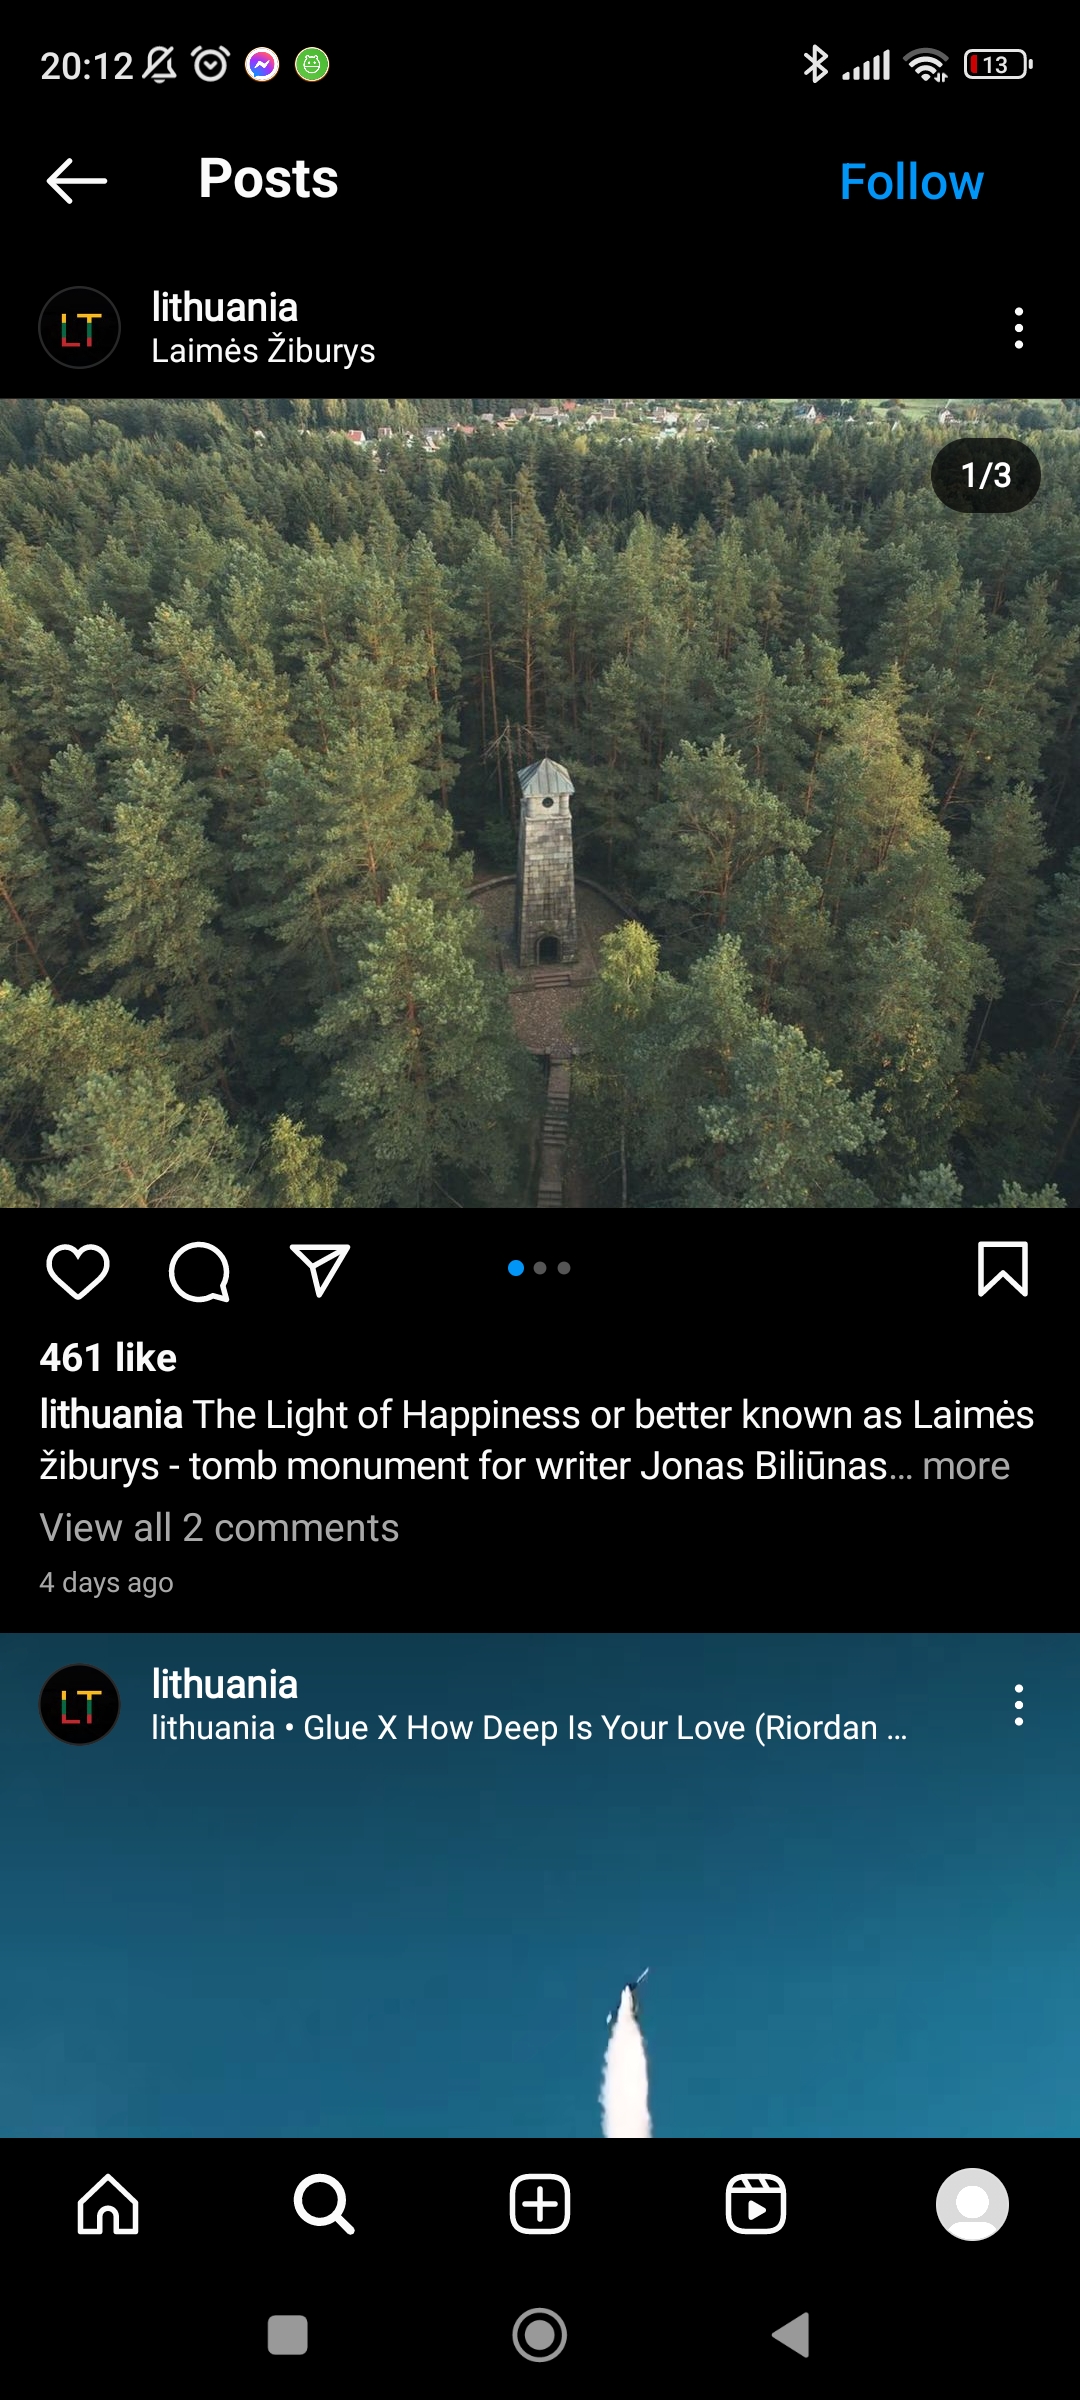 20:12
13
Posts
Follow
LT
lithuania
Laimės Žiburys
1/3
461 like
lithuania The Light of Happiness or better known as Laimės
žiburys - tomb monument for writer Jonas Biliūnas... more
View all 2 comments
4 days ago
LT
lithuania
lithuania • Glue X How Deep Is Your Love (Riordan ...